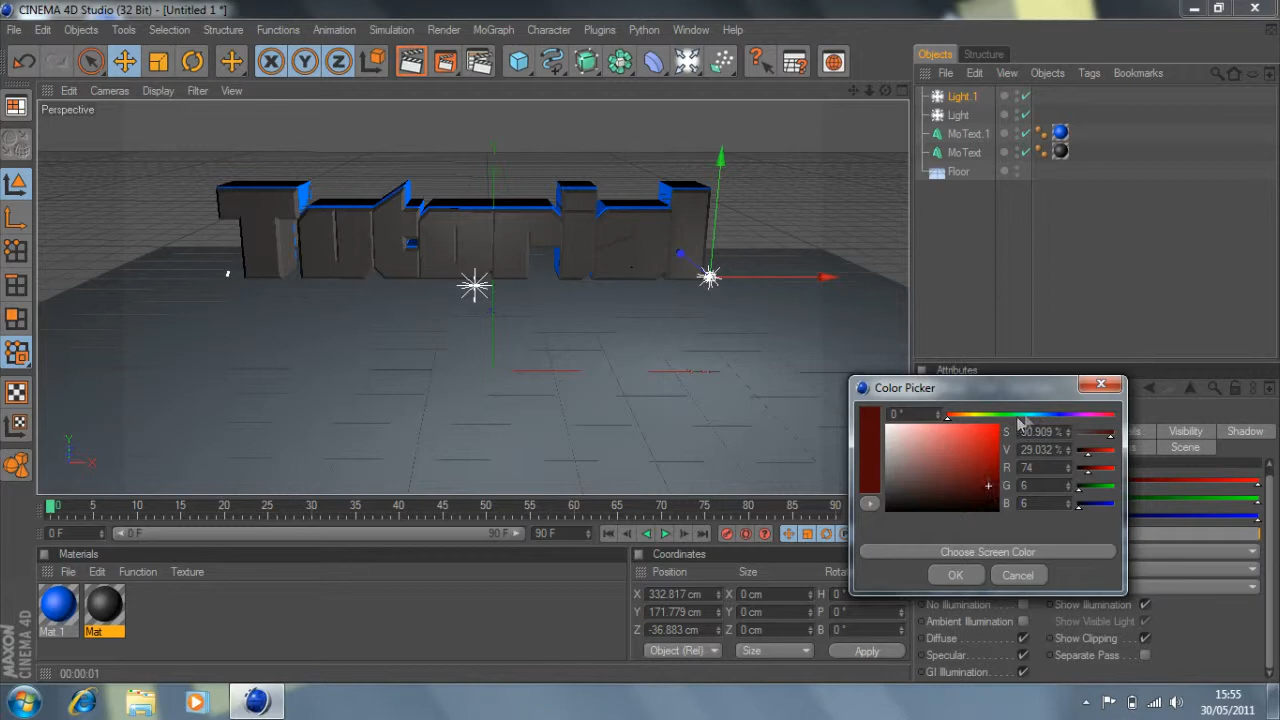 CINEMA 4D Studio (32 Bit) - [Untitled 1 *]
File Edit Tools Selection Structure Functions Animation Simulation Render MoGraph Character Plugins Python Window Help
Objects Structure
File Edit View Objects Tags Bookmarks
Edit Cameras Display Filter View
Perspective
Light.1
Light
MoText.1
MoText
Floor
Attributes
Color Picker
0 °
S 90.909 %
V 29.032 %
R 74
G 6
B 6
Choose Screen Color
OK Cancel
Visibility Shadow
Scene
No Illumination Show Illumination
Ambient Illumination Show Visible Light
Diffuse Show Clipping
Specular Separate Pass
GI Illumination
Y
X
0 5 10 15 20 25 30 35 40 45 50 55 60 65 70 75 80 85 90
0 F 0 F 90 F 90 F
Materials
File Edit Function Texture
Mat.1 Mat
Coordinates
Position Size
X 332.817 cm X 0 cm H 0 °
Y 171.779 cm Y 0 cm P 0 °
Z -36.883 cm Z 0 cm B 0 °
Object (Rel) Size Apply
MAXON
CINEMA 4D
00:00:01
15:55
30/05/2011